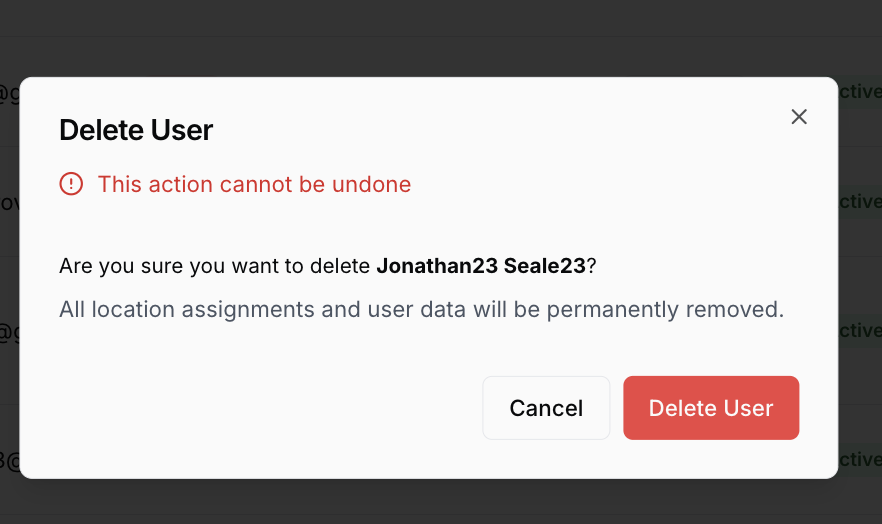 Delete User
This action cannot be undone
Are you sure you want to delete Jonathan23 Seale23?
All location assignments and user data will be permanently removed.
Cancel
Delete User